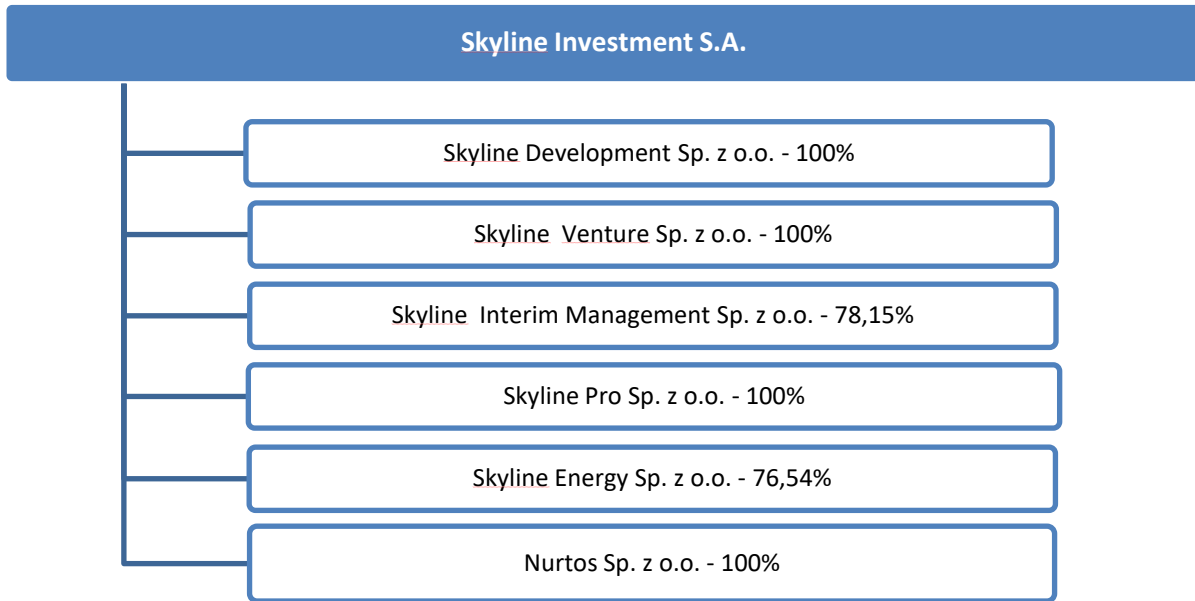 Skyline Investment S.A.
Skyline Development Sp. z o.o. - 100%
Skyline  Venture Sp. z o.o. - 100%
Skyline  Interim Management Sp. z o.o. - 78,15%
Skyline Pro Sp. z o.o. - 100%
Skyline Energy Sp. z o.o. - 76,54%
Nurtos Sp. z o.o. - 100%